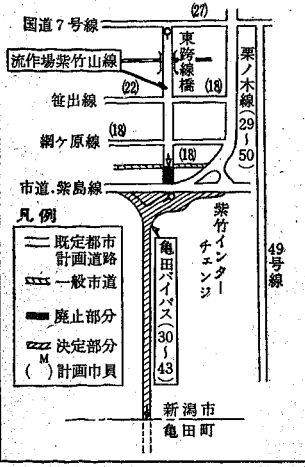 (27)
国道７号線
東跨線橋
流作場紫竹山線
栗ノ木線(29〜50)
(22)
(18)
笹出線
(18)
網ケ原線
(18)
市道・紫島線
紫竹インターチェンジ
49号線
亀田バイパス(30〜43)
凡例
既定都市計画道路
一般市道
廃止部分
決定部分
M
( )計画巾員
新潟市
亀田町